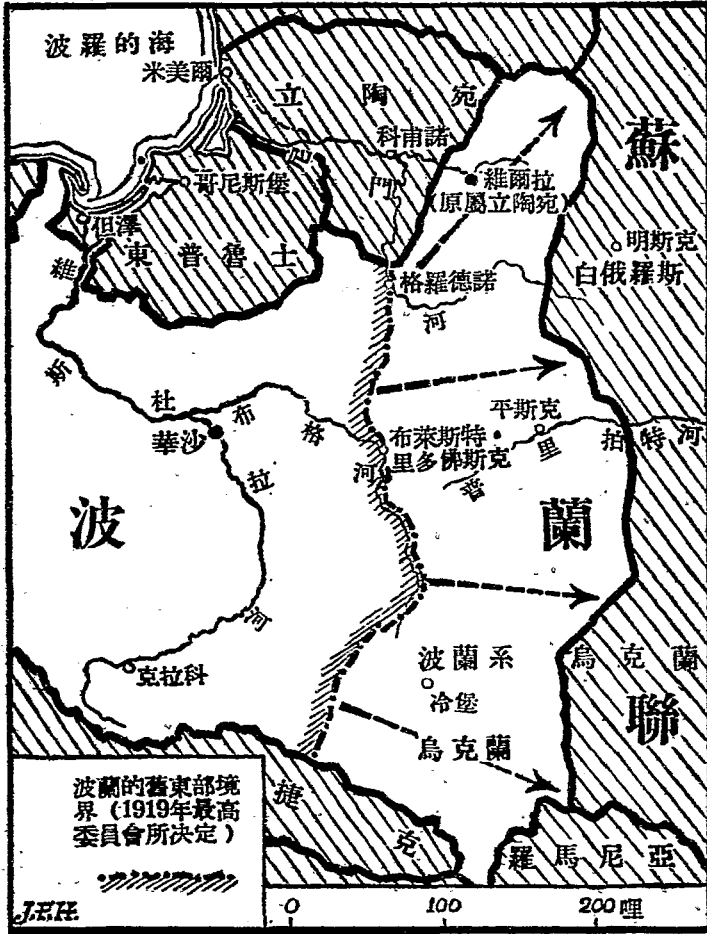 波羅的海
米美爾
立陶宛
尼門河
科甫諾
維爾拉
(原屬立陶宛)
蘇聯
哥尼斯堡
但澤
東普魯士
明斯克
白俄羅斯
格羅德諾
維斯杜拉河
布格河
華沙
平斯克
布萊斯特
里多佛斯克
普里拍特河
波蘭
克拉科
波蘭系
烏克蘭
冷堡
烏克蘭
捷克
羅馬尼亞
波蘭的舊東部境
界(1919年最高
委員會所決定)
J.F.H.
0 100 200哩